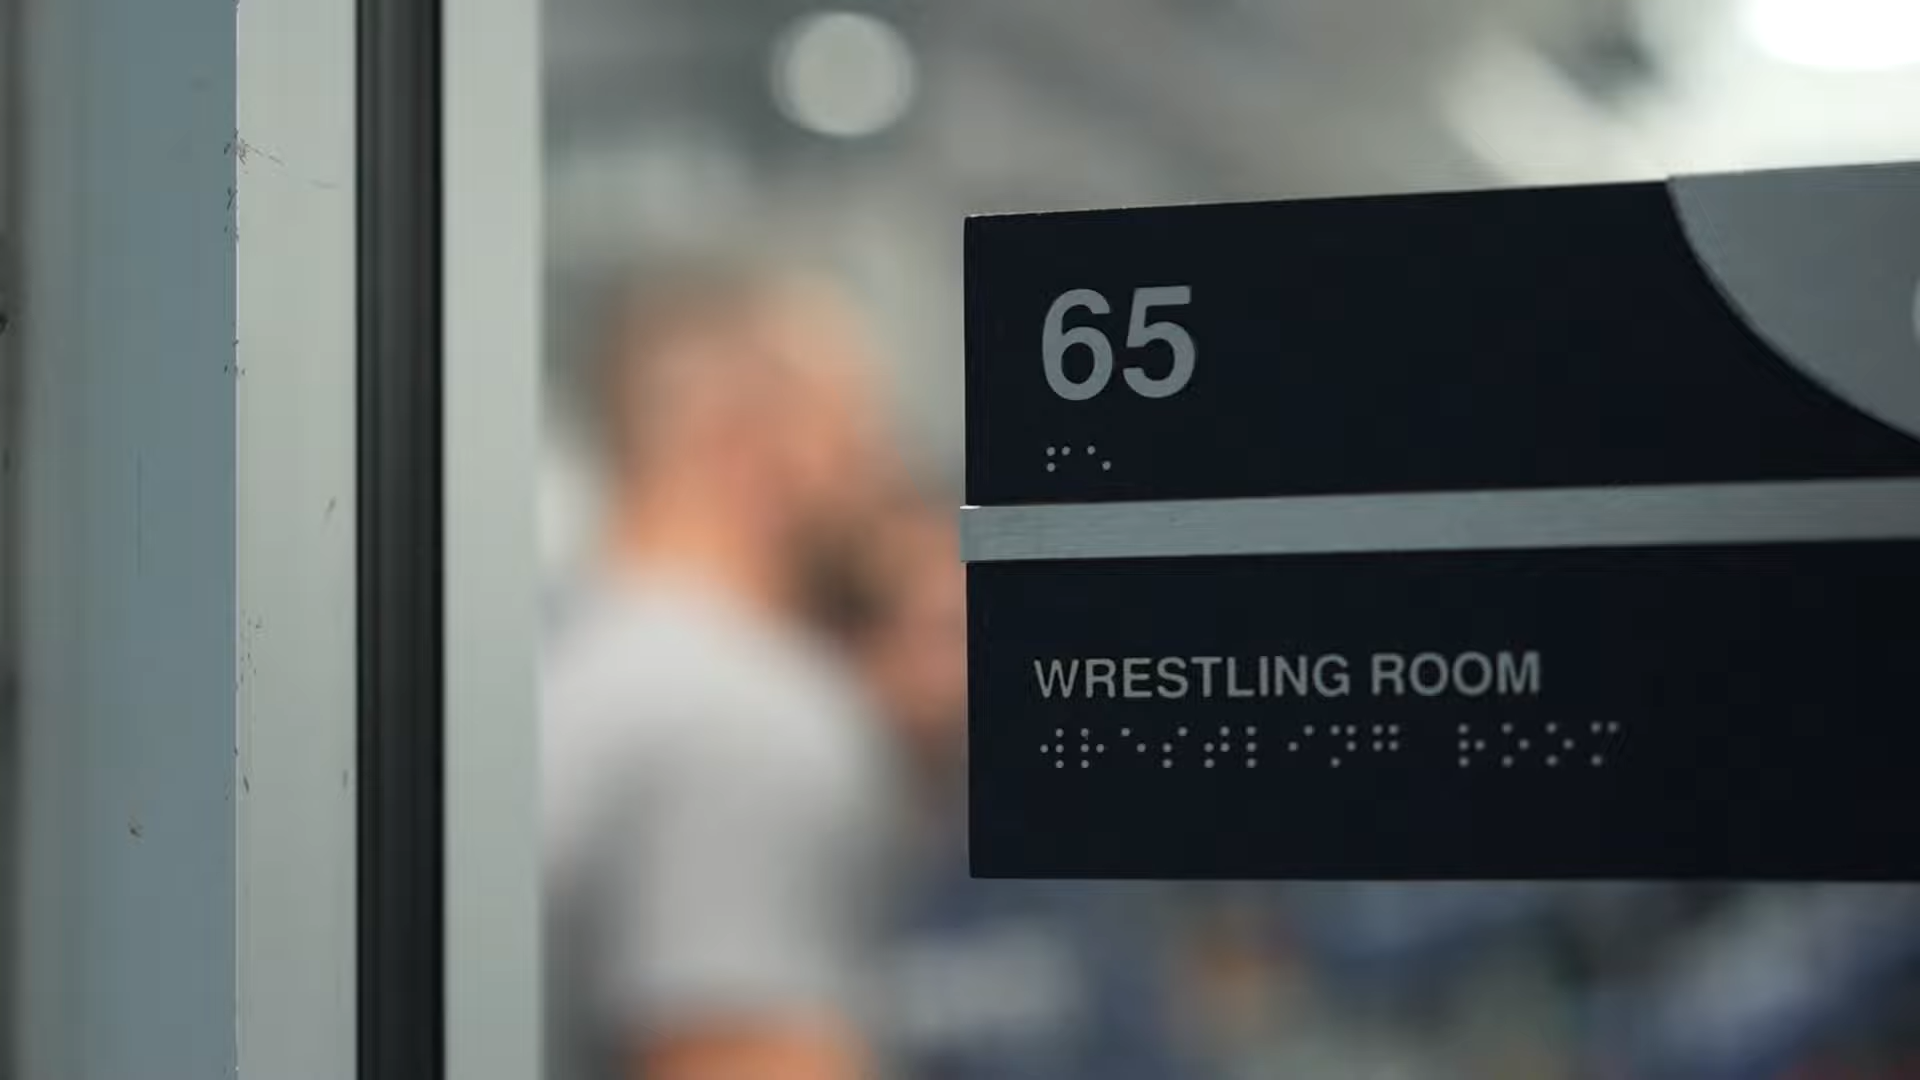 65
⠋⠑
WRESTLING ROOM
⠺⠗⠑⠎⠞⠇⠊⠝⠛ ⠗⠕⠕⠍